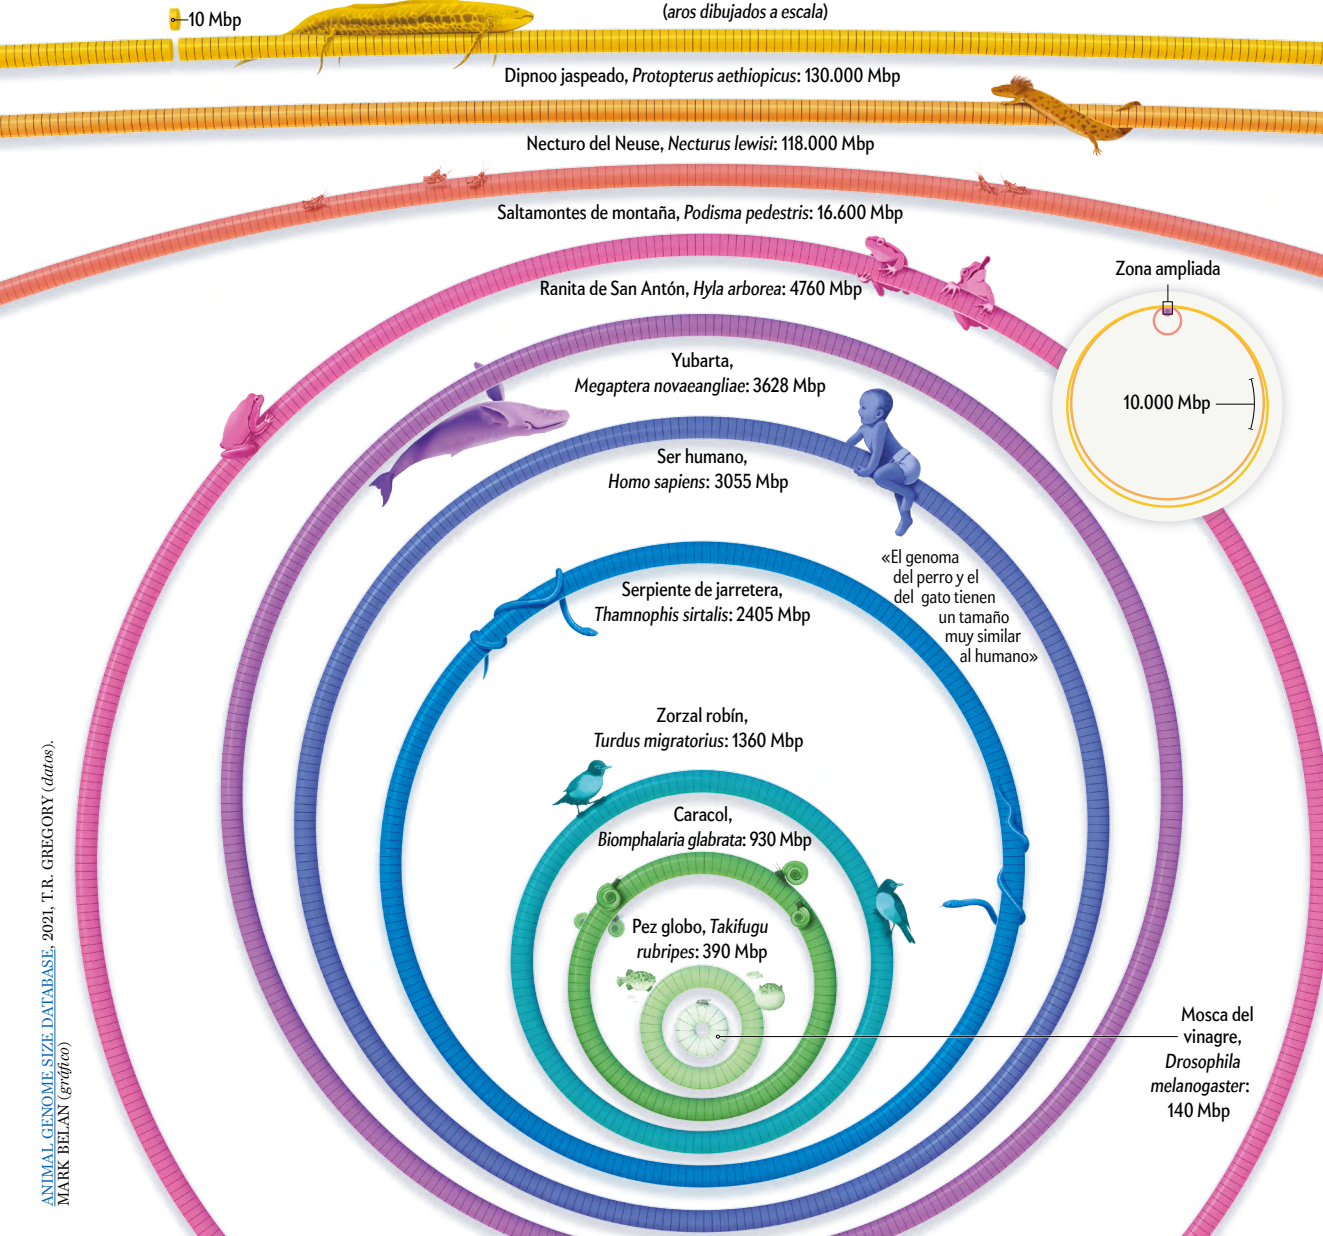 (aros dibujados a escala)
10 Mbp
Dipnoo jaspeado, Protopterus aethiopicus: 130.000 Mbp
Necturo del Neuse, Necturus lewisi: 118.000 Mbp
Saltamontes de montaña, Podisma pedestris: 16.600 Mbp
Zona ampliada
Ranita de San Antón, Hyla arborea: 4760 Mbp
10.000 Mbp
Yubarta,
Megaptera novaeangliae: 3628 Mbp
Ser humano,
Homo sapiens: 3055 Mbp
«El genoma
del perro y el
del gato tienen
un tamaño
muy similar
al humano»
Serpiente de jarretera,
Thamnophis sirtalis: 2405 Mbp
Zorzal robín,
Turdus migratorius: 1360 Mbp
Caracol,
Biomphalaria glabrata: 930 Mbp
Pez globo, Takifugu
rubripes: 390 Mbp
Mosca del
vinagre,
Drosophila
melanogaster:
140 Mbp
ANIMAL GENOME SIZE DATABASE, 2021, T.R. GREGORY (datos).
MARK BELAN (gráfico)